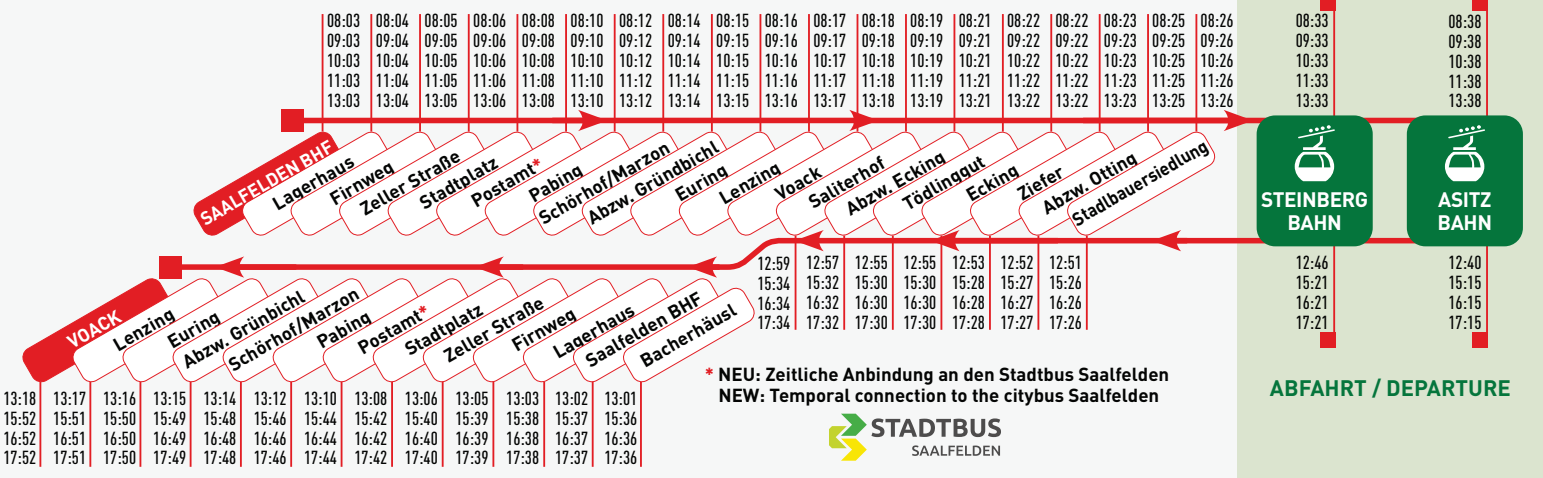 08:03 08:04 08:05 08:06 08:08 08:10 08:12 08:14 08:15 08:16 08:17 08:18 08:19 08:21 08:22 08:22 08:23 08:25 08:26 08:33 08:38
09:03 09:04 09:05 09:06 09:08 09:10 09:12 09:14 09:15 09:16 09:17 09:18 09:19 09:21 09:22 09:22 09:23 09:25 09:26 09:33 09:38
10:03 10:04 10:05 10:06 10:08 10:10 10:12 10:14 10:15 10:16 10:17 10:18 10:19 10:21 10:22 10:22 10:23 10:25 10:26 10:33 10:38
11:03 11:04 11:05 11:06 11:08 11:10 11:12 11:14 11:15 11:16 11:17 11:18 11:19 11:21 11:22 11:22 11:23 11:25 11:26 11:33 11:38
13:03 13:04 13:05 13:06 13:08 13:10 13:12 13:14 13:15 13:16 13:17 13:18 13:19 13:21 13:22 13:22 13:23 13:25 13:26 13:33 13:38
SAALFELDEN BHF
Lagerhaus
Firnweg
Zeller Straße
Stadtplatz
Postamt*
Pabing
Schörhof/Marzon
Abzw. Gründbichl
Euring
Lenzing
Voack
Saliterhof
Abzw. Ecking
Tödlinggut
Ecking
Ziefer
Abzw. Otting
Stadlbauersiedlung
STEINBERG
BAHN
ASITZ
BAHN
12:59 12:57 12:55 12:55 12:53 12:52 12:51 12:46 12:40
15:34 15:32 15:30 15:30 15:28 15:27 15:26 15:21 15:15
16:34 16:32 16:30 16:30 16:28 16:27 16:26 16:21 16:15
17:34 17:32 17:30 17:30 17:28 17:27 17:26 17:21 17:15
VOACK
Lenzing
Euring
Abzw. Grünbichl
Schörhof/Marzon
Pabing
Postamt*
Stadtplatz
Zeller Straße
Firnweg
Lagerhaus
Saalfelden BHF
Bacherhäusl
13:18 13:17 13:16 13:15 13:14 13:12 13:10 13:08 13:06 13:05 13:03 13:02 13:01
15:52 15:51 15:50 15:49 15:48 15:46 15:44 15:42 15:40 15:39 15:38 15:37 15:36
16:52 16:51 16:50 16:49 16:48 16:46 16:44 16:42 16:40 16:39 16:38 16:37 16:36
17:52 17:51 17:50 17:49 17:48 17:46 17:44 17:42 17:40 17:39 17:38 17:37 17:36
* NEU: Zeitliche Anbindung an den Stadtbus Saalfelden
NEW: Temporal connection to the citybus Saalfelden
STADTBUS
SAALFELDEN
ABFAHRT / DEPARTURE